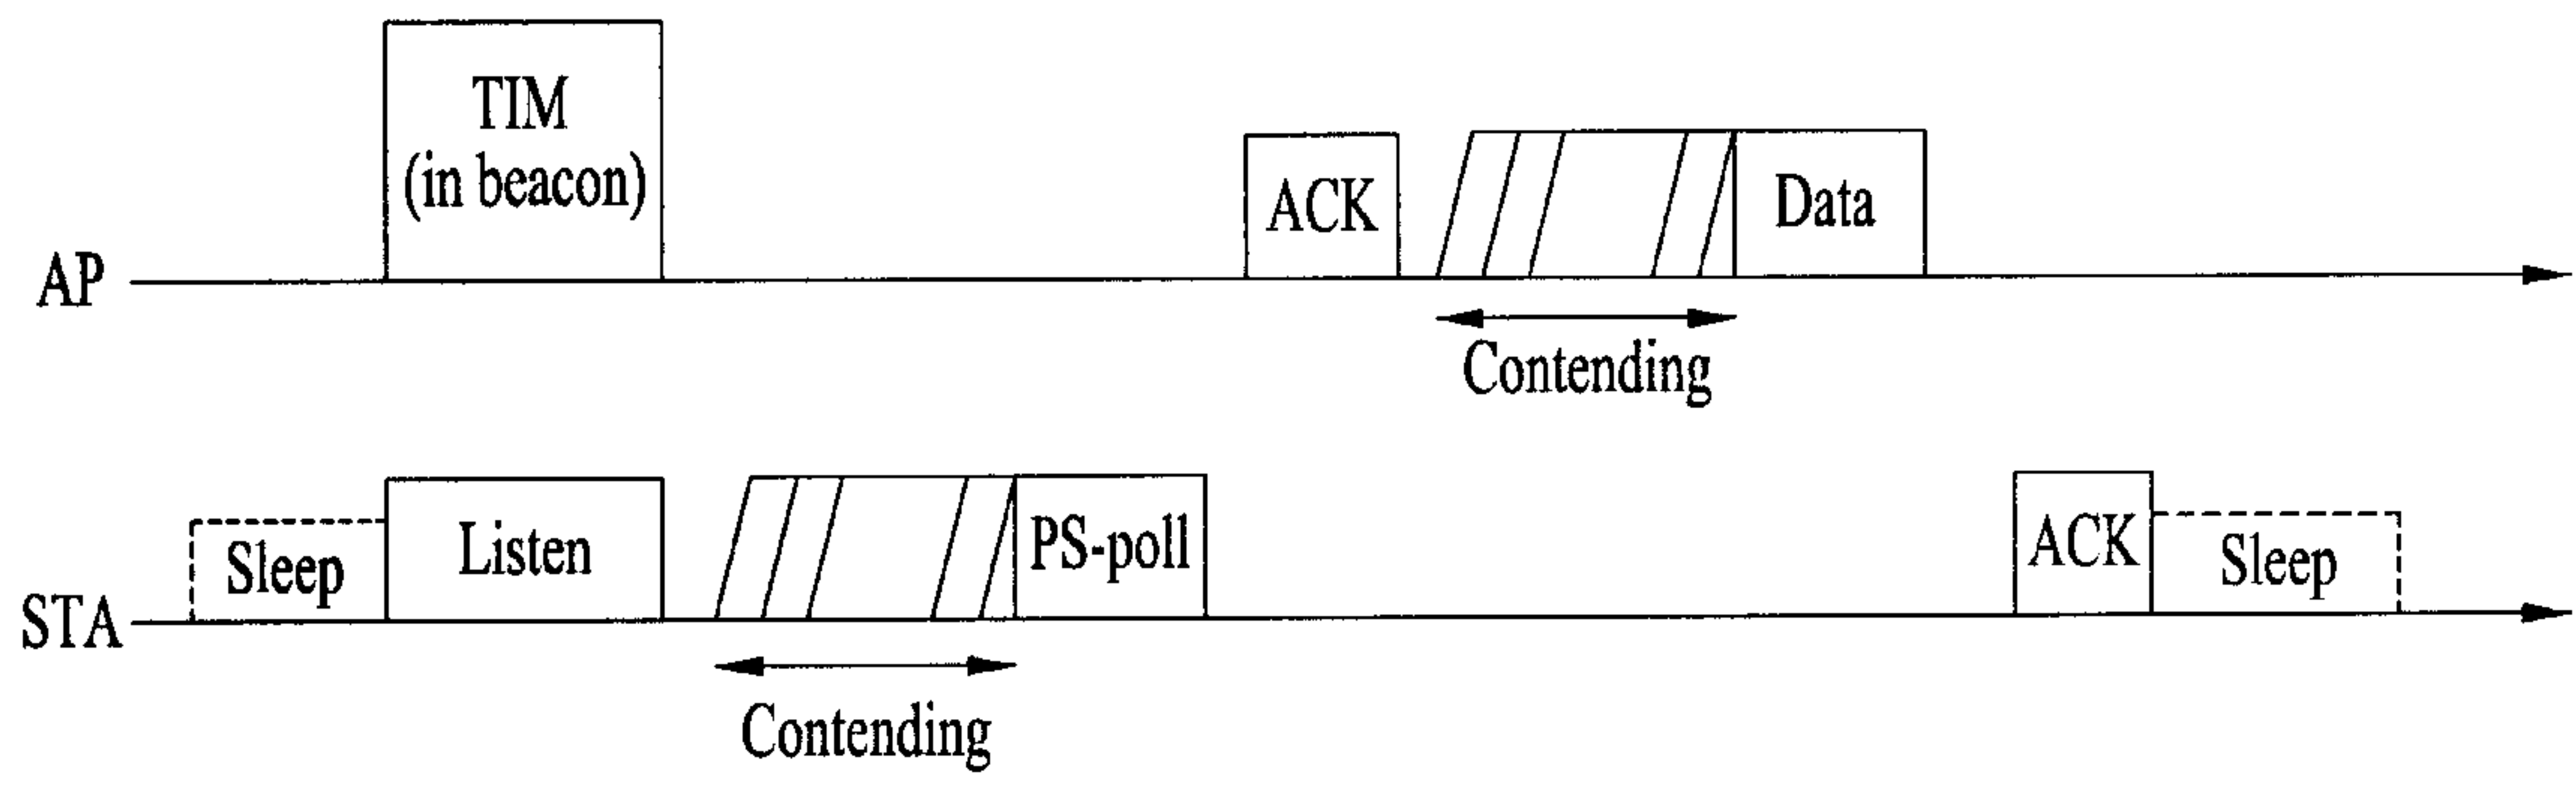 TIM
(in beacon)
ACK
Data
AP
Contending
Sleep
Listen
PS-poll
ACK
Sleep
STA
Contending